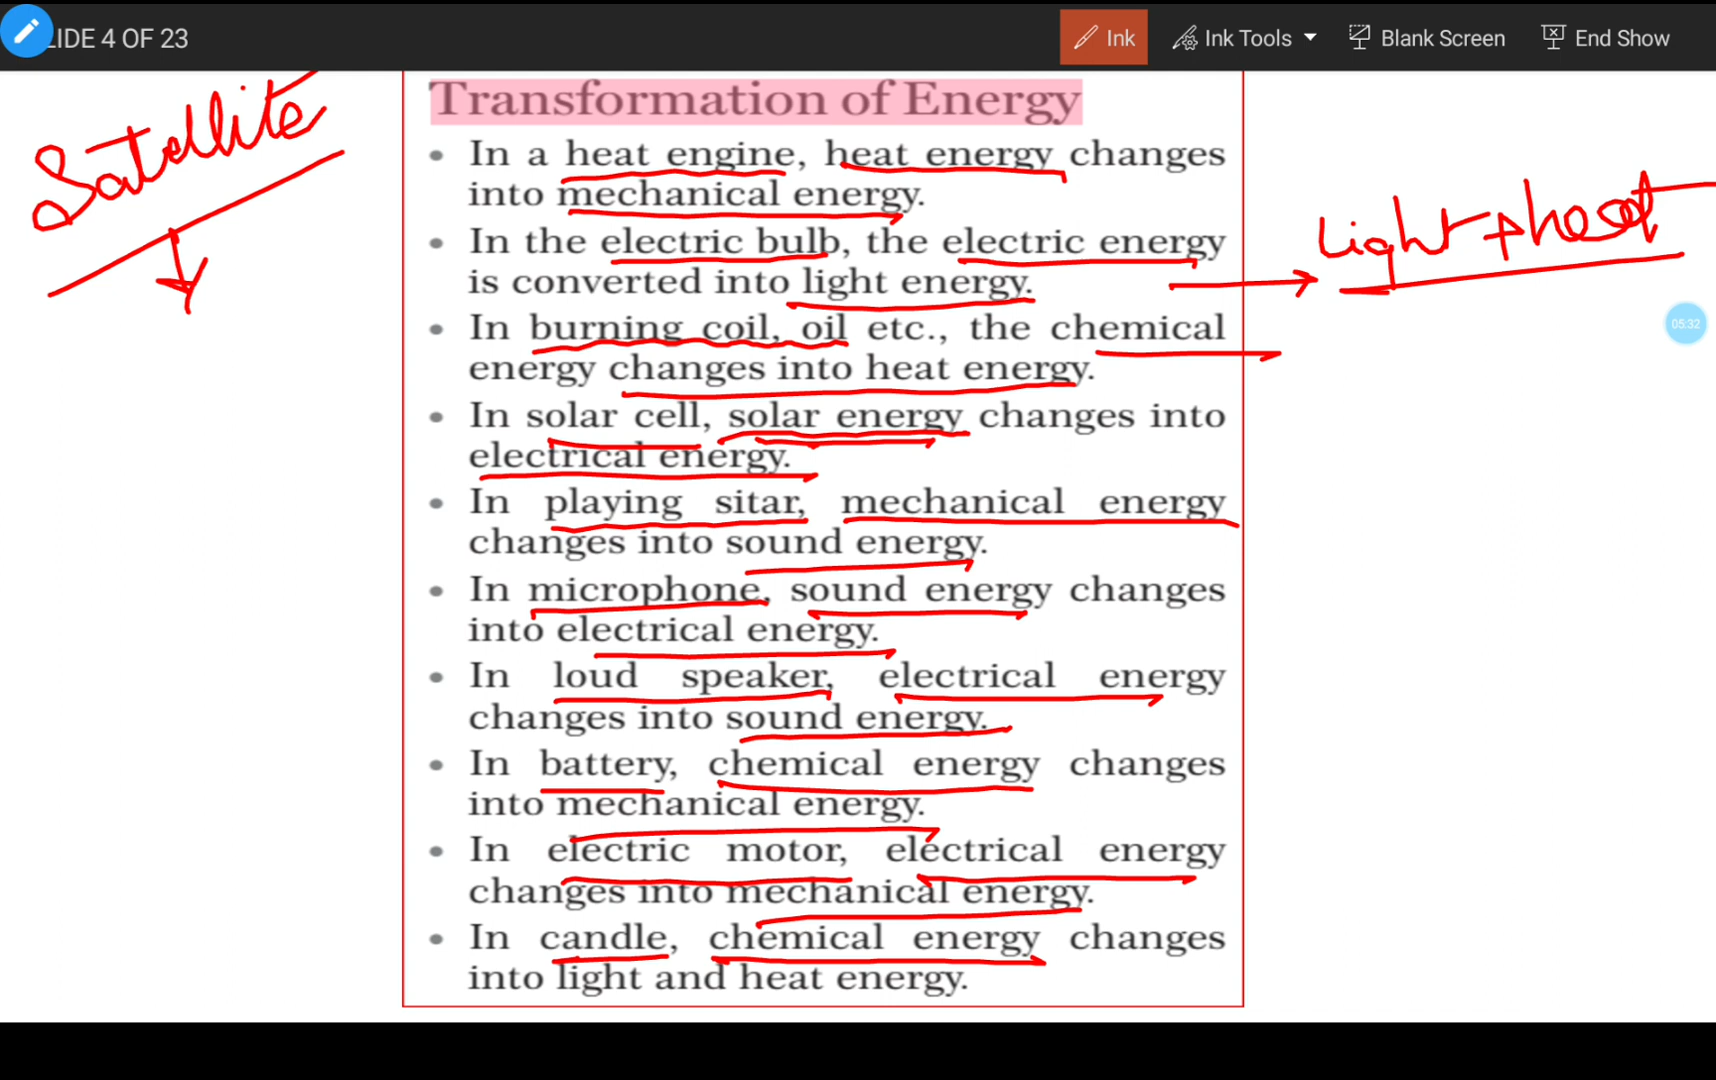 LIDE 4 OF 23
Ink
Ink Tools
Blank Screen
End Show
Satellite
Transformation of Energy
• In a heat engine, heat energy changes
into mechanical energy.
• In the electric bulb, the electric energy
is converted into light energy.
Light + heat
05:32
• In burning coil, oil etc., the chemical
energy changes into heat energy.
• In solar cell, solar energy changes into
electrical energy.
• In playing sitar, mechanical energy
changes into sound energy.
• In microphone, sound energy changes
into electrical energy.
• In loud speaker, electrical energy
changes into sound energy.
• In battery, chemical energy changes
into mechanical energy.
• In electric motor, electrical energy
changes into mechanical energy.
• In candle, chemical energy changes
into light and heat energy.